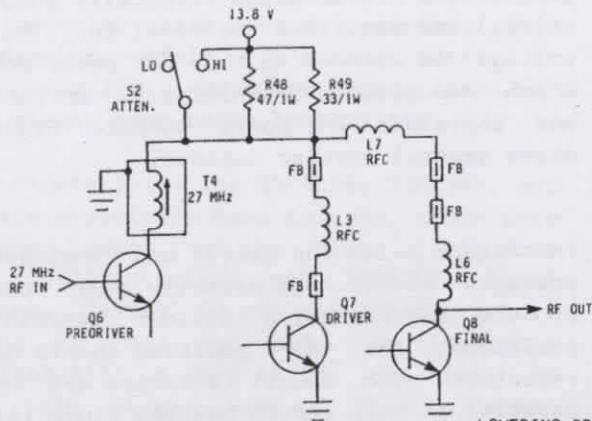 13.8 V
LO
HI
S2
ATTEN.
R48
47/1W
R49
33/1W
L7
RFC
FB
FB
FB
T4
27 MHz
L3
RFC
L6
RFC
FB
27 MHz
RF IN
Q7
DRIVER
RF OUT
Q6
PREDRIVER
Q8
FINAL